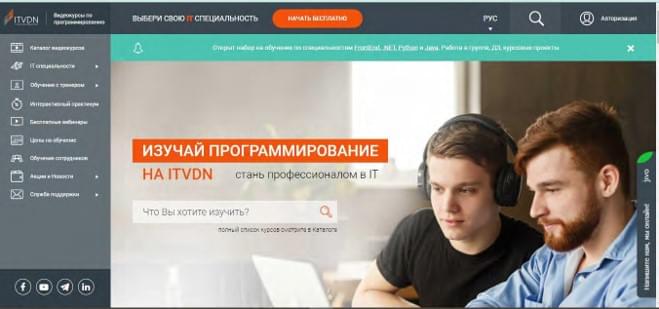 ITVDN
Видеокурсы по
программированию
ВЫБЕРИ СВОЮ IT СПЕЦИАЛЬНОСТЬ
НАЧАТЬ БЕСПЛАТНО
РУС
Авторизация
Открыт набор на обучение по специальностям FrontEnd, .NET, Python и Java. Работа в группе, ДЗ, курсовые проекты
Каталог видеокурсов
IT специальности
Обучение с тренером
Интерактивный практикум
Бесплатные вебинары
Цены на обучение
Обучение сотрудников
Акции и Новости
Служба поддержки
ИЗУЧАЙ ПРОГРАММИРОВАНИЕ
НА ITVDN стань профессионалом в IT
Что Вы хотите изучить?
полный список курсов смотрите в Каталоге
Напишите нам, мы онлайн!
jivo